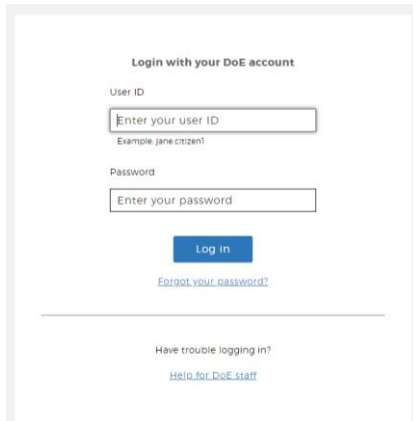 Login with your DoE account
User ID
Enter your user ID
Example: jane.citizen1
Password
Enter your password
Log in
Forgot your password?
Have trouble logging in?
Help for DoE staff